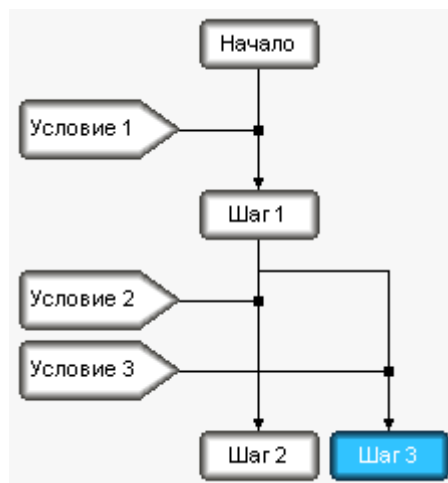 Начало
Условие 1
Шаг 1
Условие 2
Условие 3
Шаг 2
Шаг 3